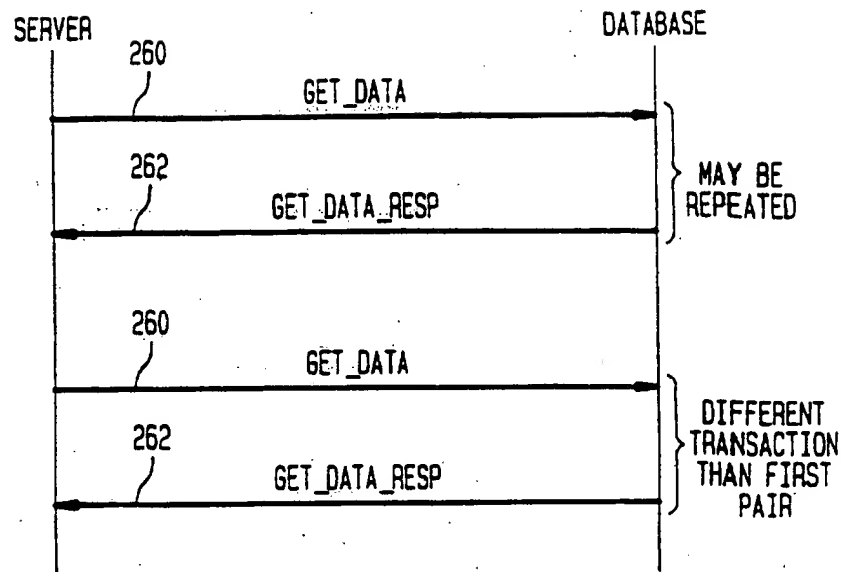 SERVER
DATABASE
260
GET_DATA
262
GET_DATA_RESP
MAY BE
REPEATED
260
GET_DATA
262
GET_DATA_RESP
DIFFERENT
TRANSACTION
THAN FIRST
PAIR